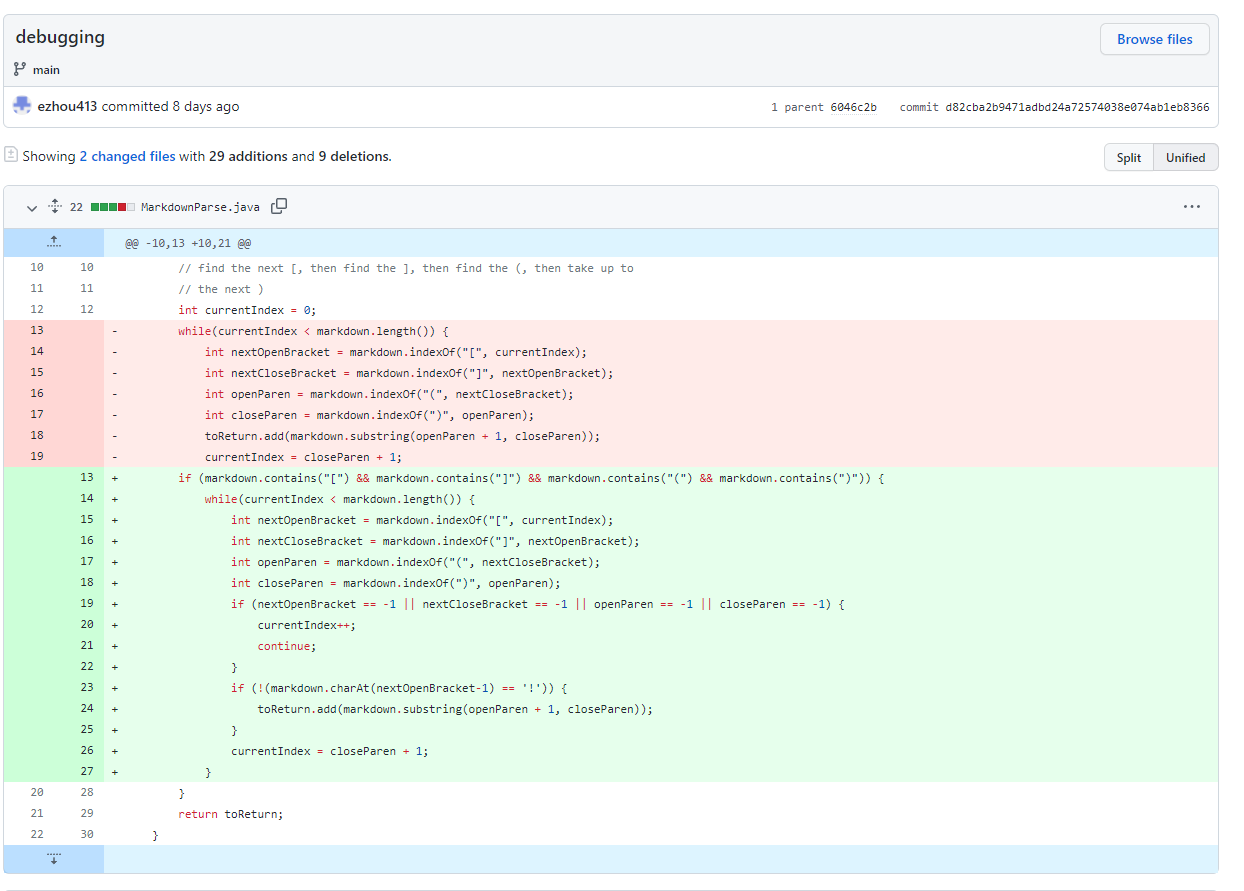 debugging
Browse files
main
ezhou413 committed 8 days ago
1 parent 6046c2b commit d82cba2b9471adbd24a72574038e074ab1eb8366
Showing 2 changed files with 29 additions and 9 deletions.
Split Unified
22 MarkdownParse.java
@@ -10,13 +10,21 @@
10 10 // find the next [, then find the ], then find the (, then take up to
11 11 // the next )
12 12 int currentIndex = 0;
13 - while(currentIndex < markdown.length()) {
14 - int nextOpenBracket = markdown.indexOf("[", currentIndex);
15 - int nextCloseBracket = markdown.indexOf("]", nextOpenBracket);
16 - int openParen = markdown.indexOf("(", nextCloseBracket);
17 - int closeParen = markdown.indexOf(")", openParen);
18 - toReturn.add(markdown.substring(openParen + 1, closeParen));
19 - currentIndex = closeParen + 1;
13 + if (markdown.contains("[") && markdown.contains("]") && markdown.contains("(") && markdown.contains(")")) {
14 + while(currentIndex < markdown.length()) {
15 + int nextOpenBracket = markdown.indexOf("[", currentIndex);
16 + int nextCloseBracket = markdown.indexOf("]", nextOpenBracket);
17 + int openParen = markdown.indexOf("(", nextCloseBracket);
18 + int closeParen = markdown.indexOf(")", openParen);
19 + if (nextOpenBracket == -1 || nextCloseBracket == -1 || openParen == -1 || closeParen == -1) {
20 + currentIndex++;
21 + continue;
22 + }
23 + if (!(markdown.charAt(nextOpenBracket-1) == '!')) {
24 + toReturn.add(markdown.substring(openParen + 1, closeParen));
25 + }
26 + currentIndex = closeParen + 1;
27 + }
20 28 }
21 29 return toReturn;
22 30 }